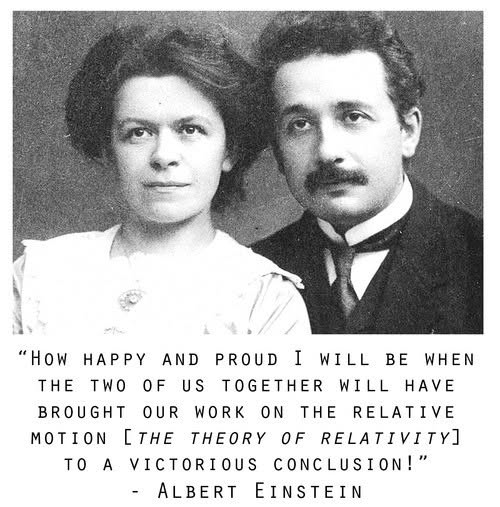 “How happy and proud I will be when
the two of us together will have
brought our work on the relative
motion [the theory of relativity]
to a victorious conclusion!”
- Albert Einstein